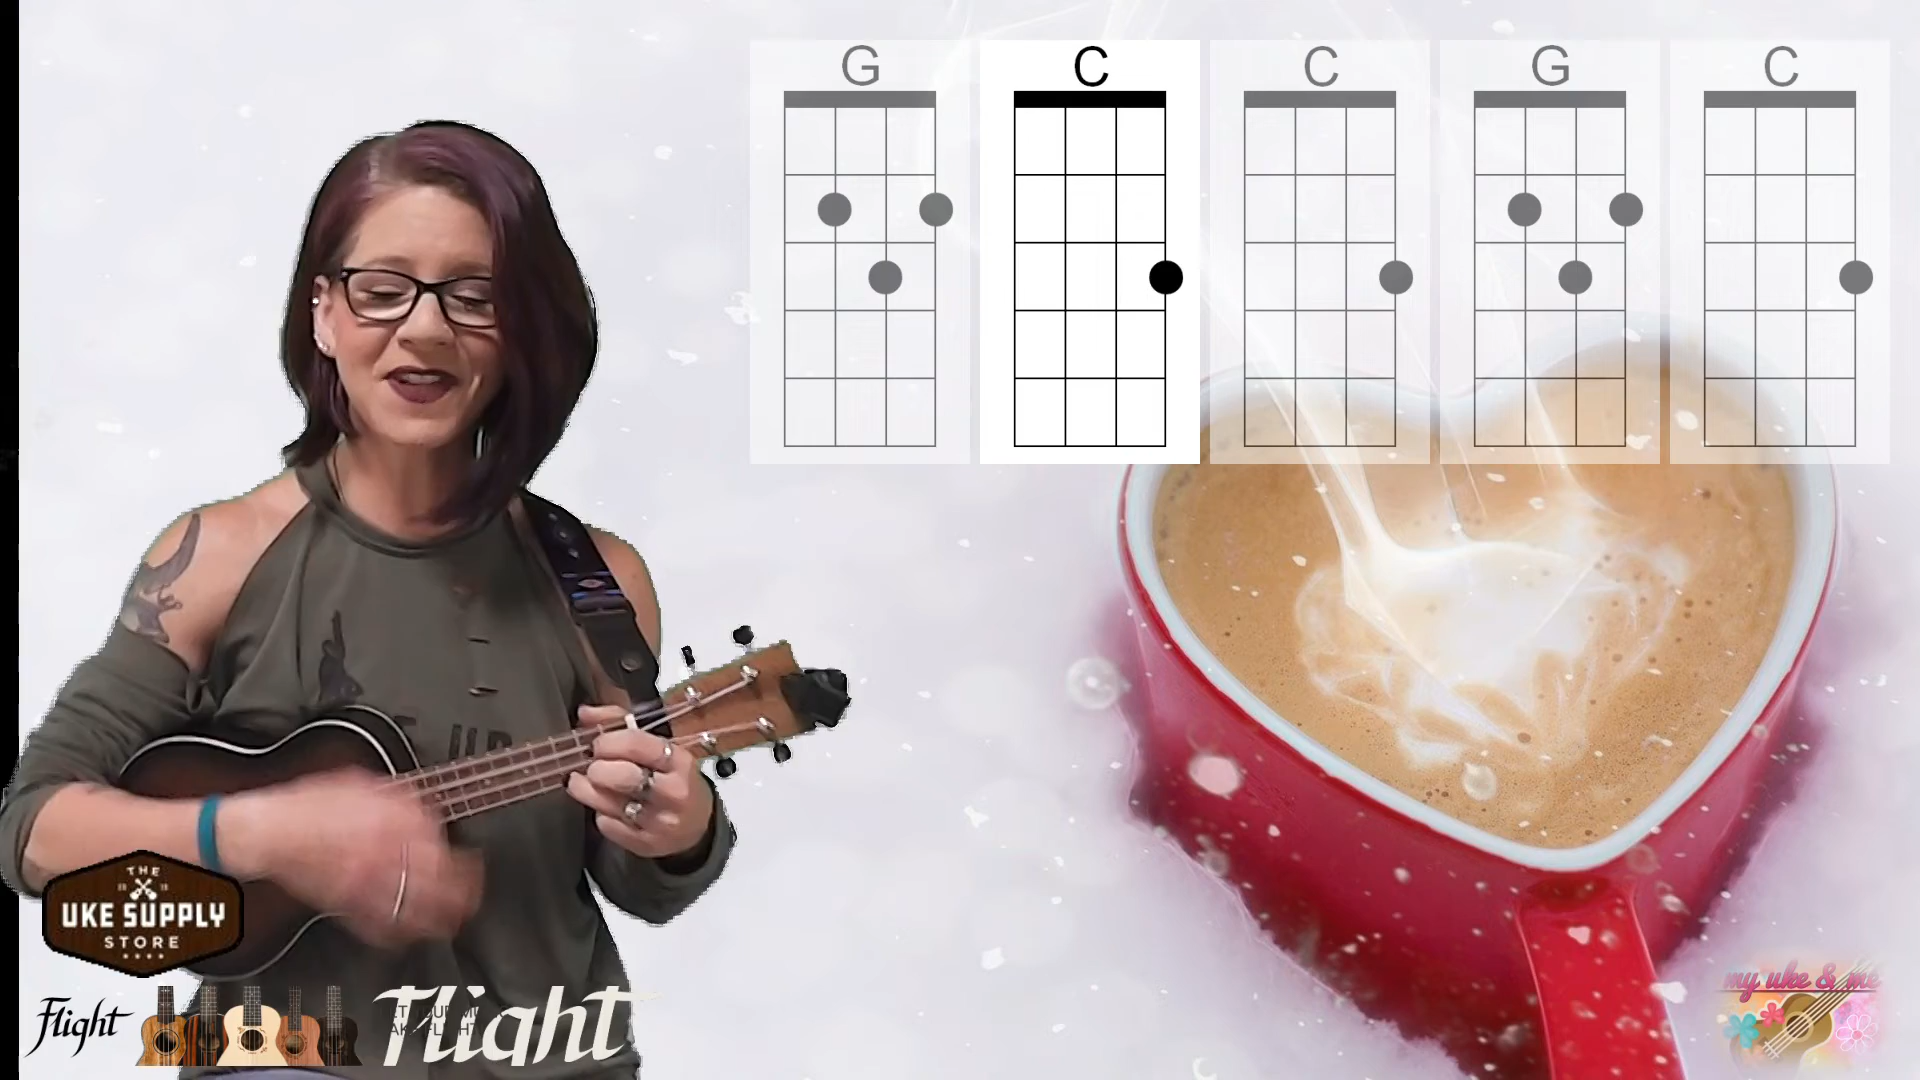 G
C
C
G
C
THE
UKE SUPPLY
STORE
Flight
Flight
my uke & me